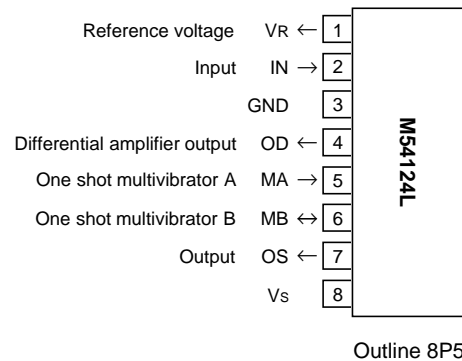 Reference voltage VR ← 1
Input IN → 2
GND 3
Differential amplifier output OD ← 4
One shot multivibrator A MA → 5
One shot multivibrator B MB ↔ 6
Output OS ← 7
VS 8
M54124L
Outline 8P5